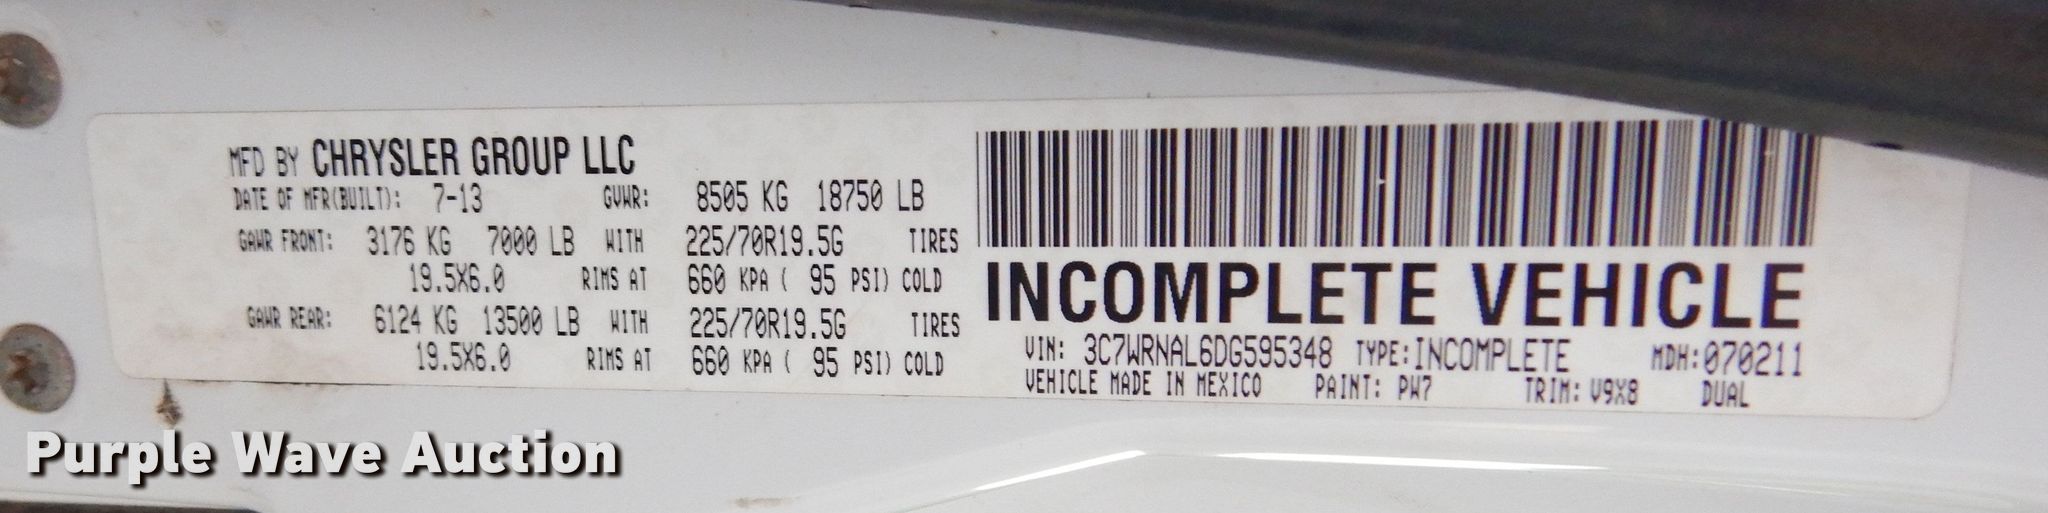 MFD BY CHRYSLER GROUP LLC
DATE OF MFR(BUILT): 7-13 GVWR: 8505 KG 18750 LB
GAWR FRONT: 3176 KG 7000 LB WITH 225/70R19.5G TIRES
19.5X6.0 RIMS AT 660 KPA ( 95 PSI) COLD
GAWR REAR: 6124 KG 13500 LB WITH 225/70R19.5G TIRES
19.5X6.0 RIMS AT 660 KPA ( 95 PSI) COLD
INCOMPLETE VEHICLE
VIN: 3C7WRNAL6DG595348 TYPE:INCOMPLETE MDH:070211
VEHICLE MADE IN MEXICO PAINT: PW7 TRIM: V9X8 DUAL
Purple Wave Auction